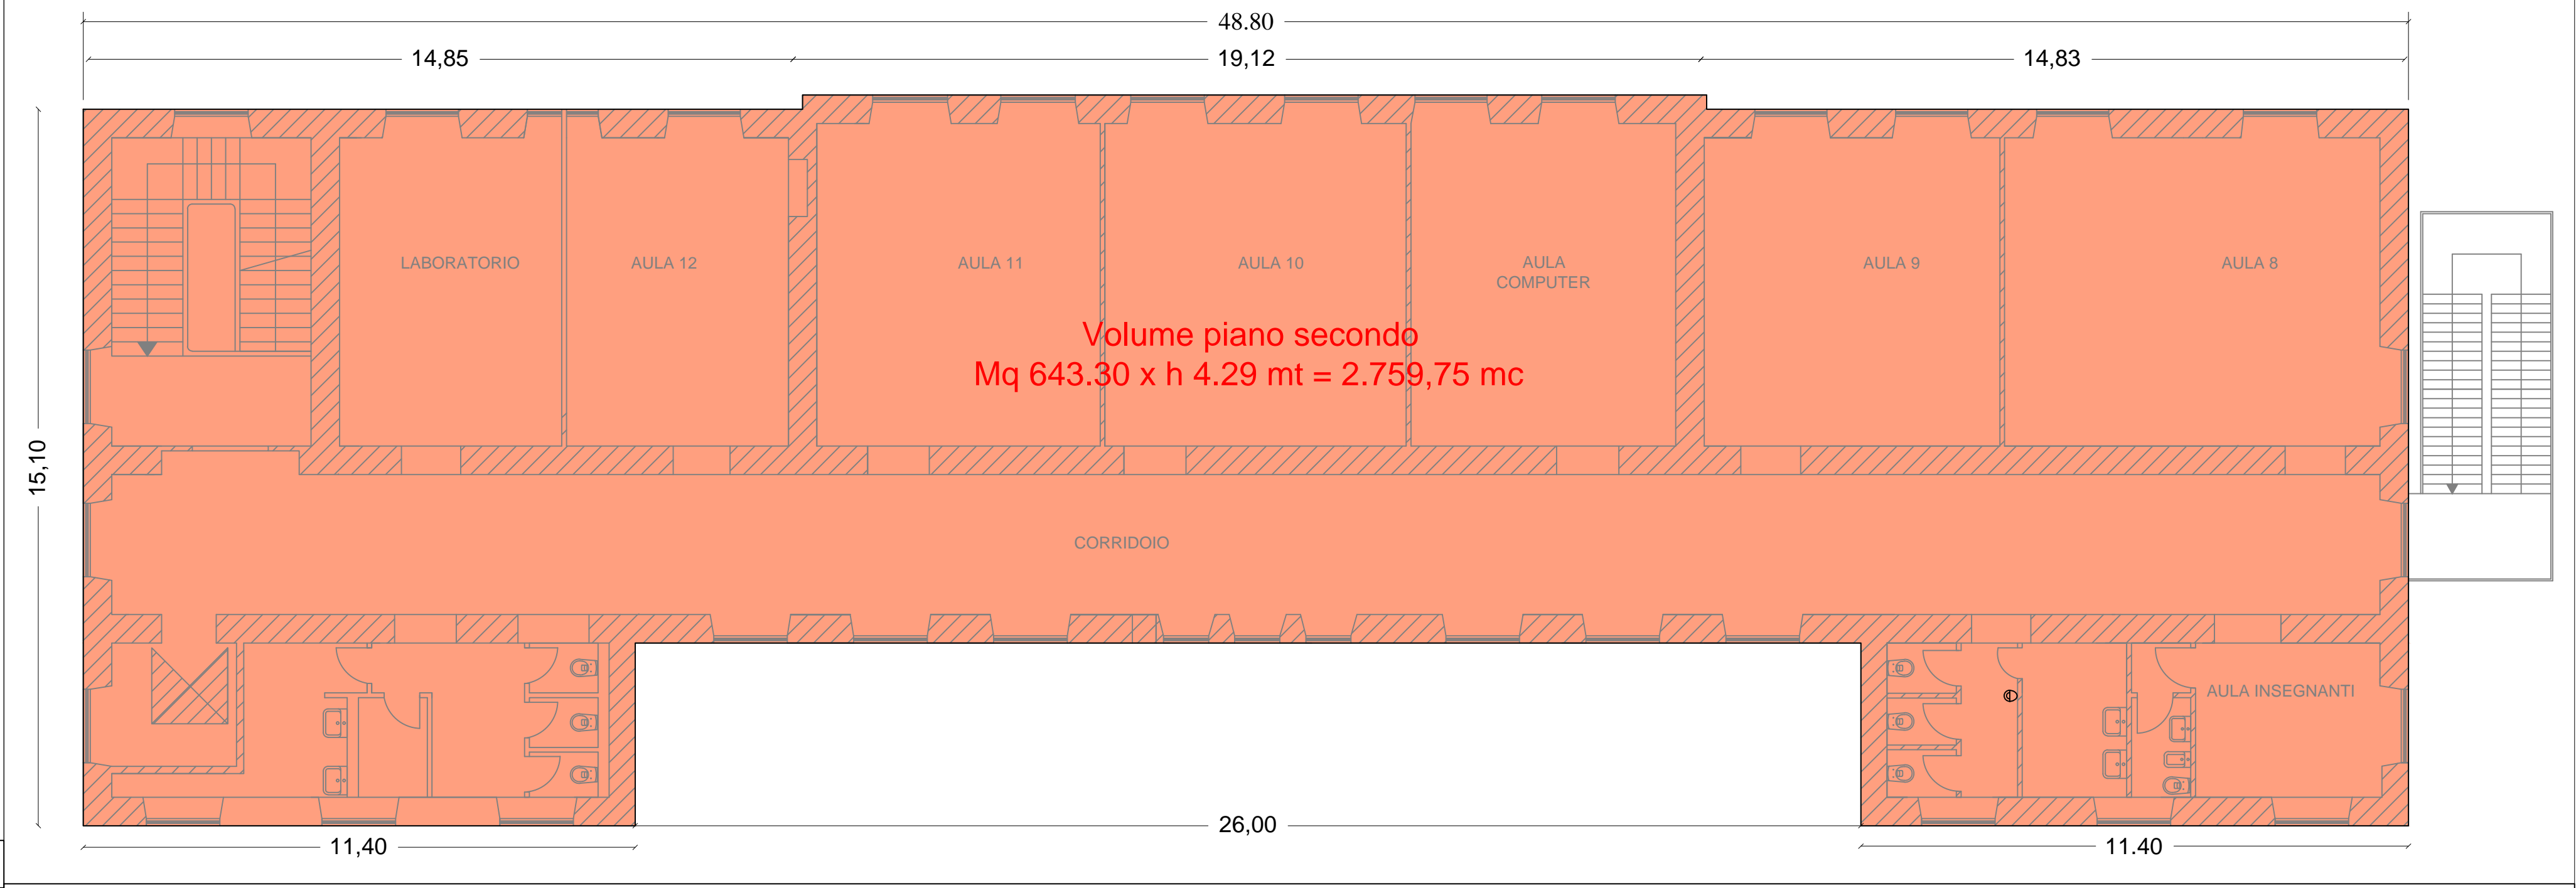 48.80
14,85
19,12
14,83
LABORATORIO
AULA 12
AULA 11
AULA 10
AULA
COMPUTER
AULA 9
AULA 8
Volume piano secondo
Mq 643.30 x h 4.29 mt = 2.759,75 mc
15,10
CORRIDOIO
AULA INSEGNANTI
26,00
11,40
11.40